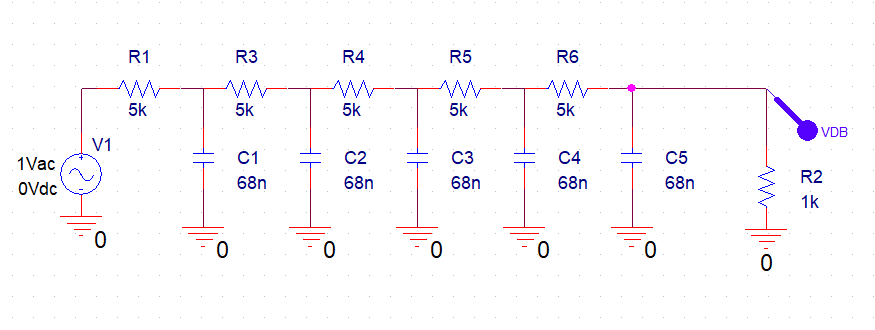 R1 R3 R4 R5 R6
5k 5k 5k 5k 5k
V1
1Vac
0Vdc
0
C1 C2 C3 C4 C5
68n 68n 68n 68n 68n
0 0 0 0 0
VDB
R2
1k
0